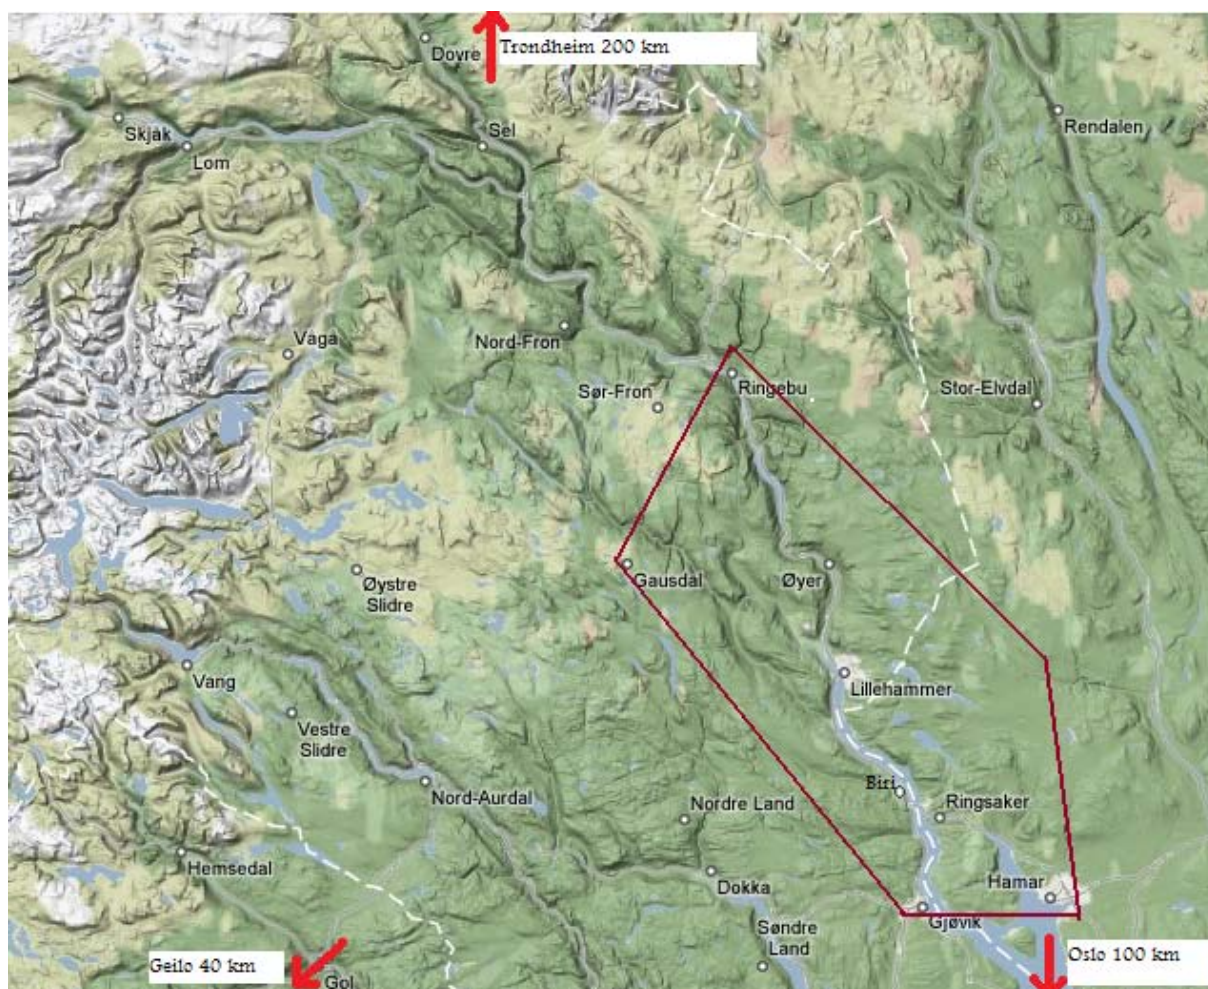 Trondheim 200 km
Dovre
Rendalen
Skjåk
Sel
Lom
Vaga
Nord-Fron
Ringebu
Sør-Fron
Stor-Elvdal
Gausdal
Øyer
Øystre
Slidre
Vang
Lillehammer
Vestre
Slidre
Biri
Nord-Aurdal
Nordre Land
Ringsaker
Hemsedal
Dokka
Hamar
Gjøvik
Søndre
Land
Geilo 40 km
Oslo 100 km
Gol